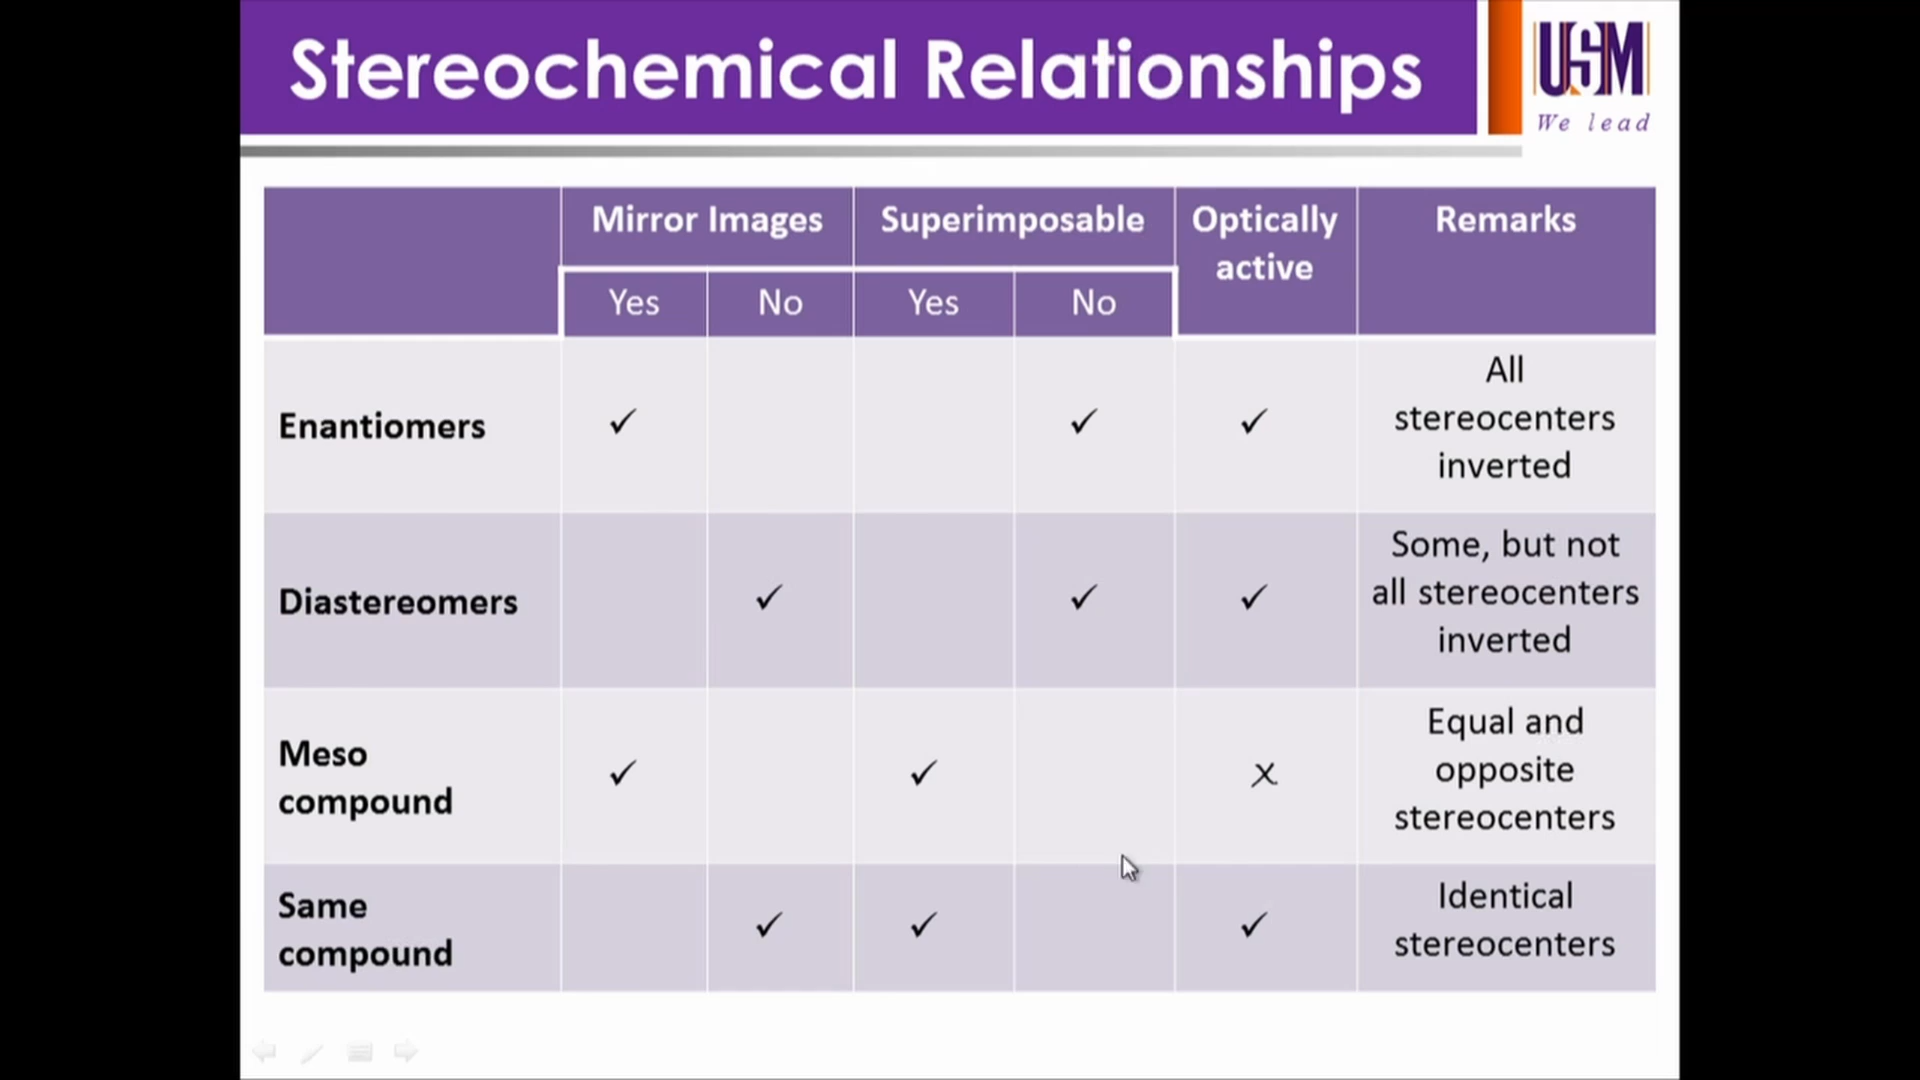 Stereochemical Relationships
USM
We lead
Mirror Images Superimposable Optically active Remarks
Yes No Yes No
Enantiomers ✓ ✓ ✓ All stereocenters inverted
Diastereomers ✓ ✓ ✓ Some, but not all stereocenters inverted
Meso compound ✓ ✓ x Equal and opposite stereocenters
Same compound ✓ ✓ ✓ Identical stereocenters